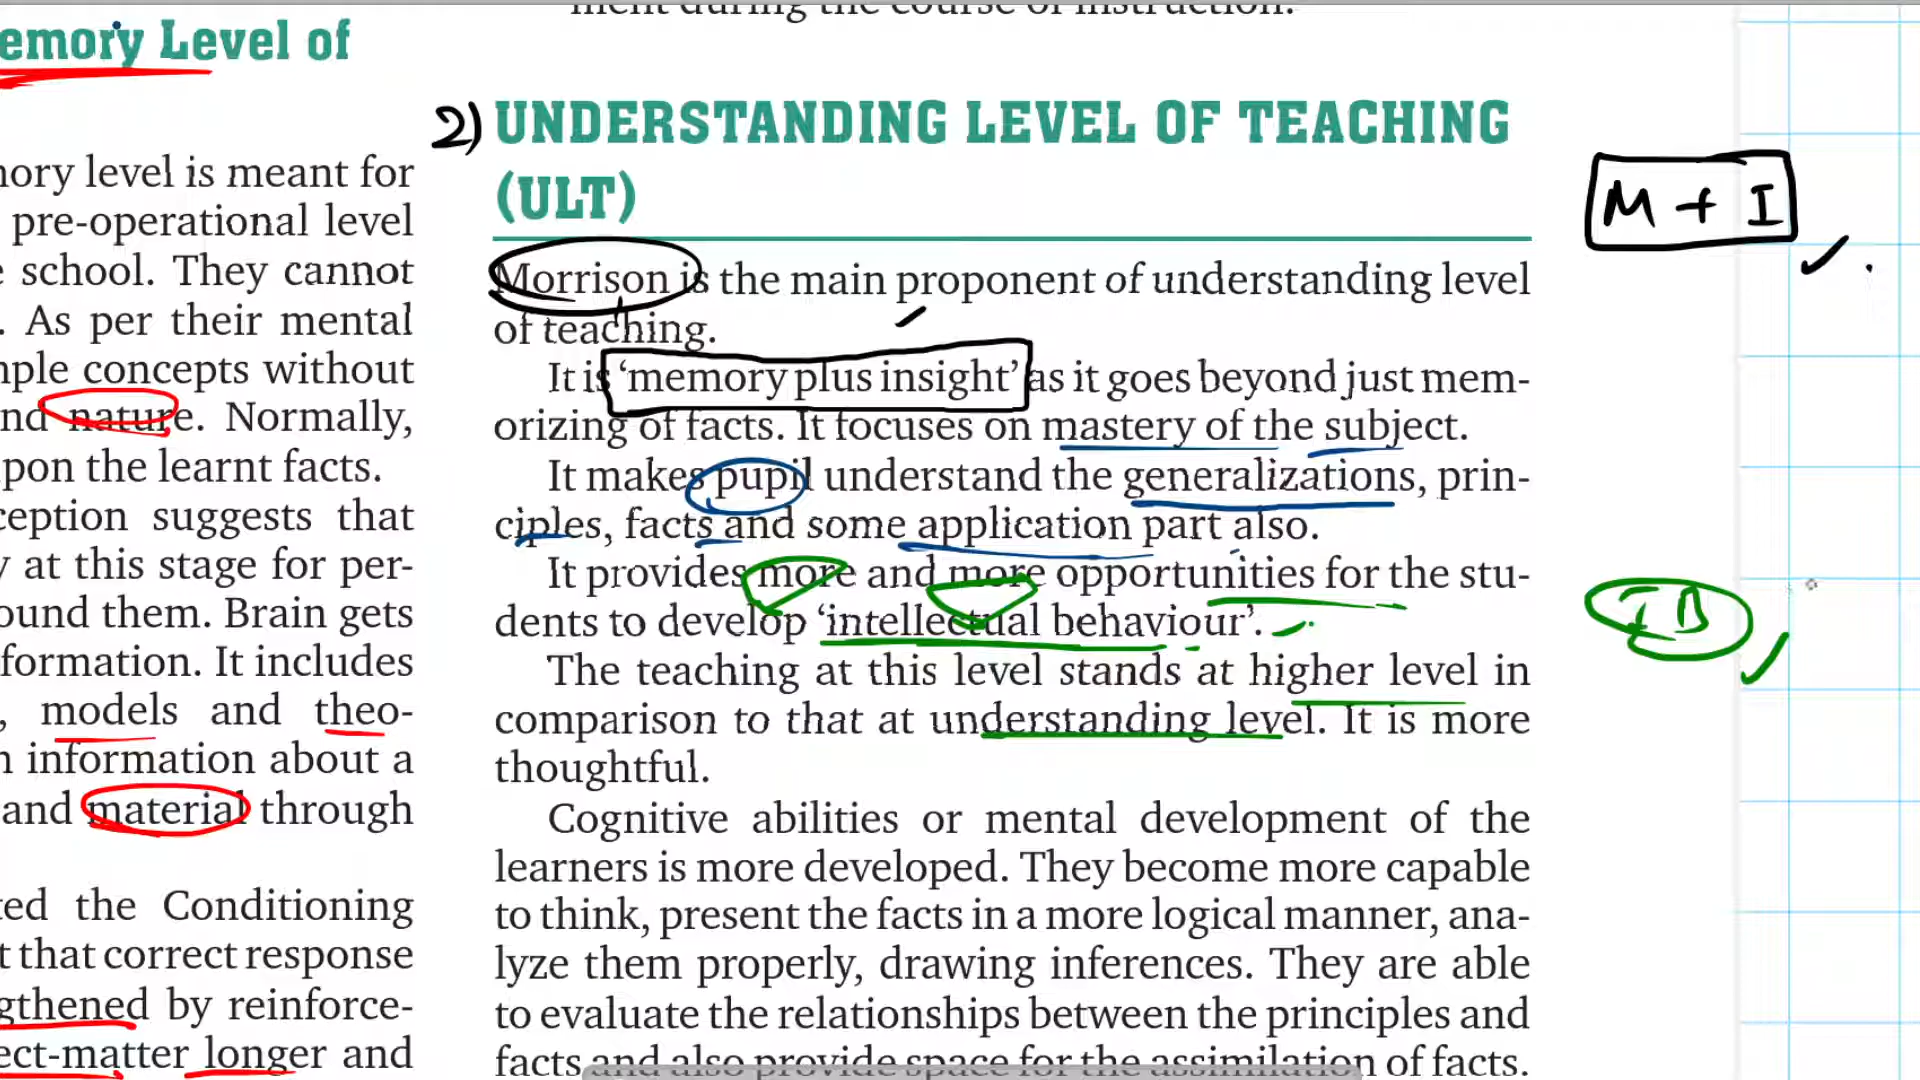 ment during the course of instruction.
emory Level of
nory level is meant for
pre-operational level
e school. They cannot
. As per their mental
nple concepts without
nd nature. Normally,
upon the learnt facts.
ception suggests that
y at this stage for per-
ound them. Brain gets
formation. It includes
, models and theo-
n information about a
and material through
ted the Conditioning
t that correct response
gthened by reinforce-
ect-matter longer and
2) UNDERSTANDING LEVEL OF TEACHING
(ULT)
Morrison is the main proponent of understanding level
of teaching.
It is ‘memory plus insight’ as it goes beyond just mem-
orizing of facts. It focuses on mastery of the subject.
It makes pupil understand the generalizations, prin-
ciples, facts and some application part also.
It provides more and more opportunities for the stu-
dents to develop ‘intellectual behaviour’.
The teaching at this level stands at higher level in
comparison to that at understanding level. It is more
thoughtful.
Cognitive abilities or mental development of the
learners is more developed. They become more capable
to think, present the facts in a more logical manner, ana-
lyze them properly, drawing inferences. They are able
to evaluate the relationships between the principles and
facts and also provide space for the assimilation of facts.
M + I
IB